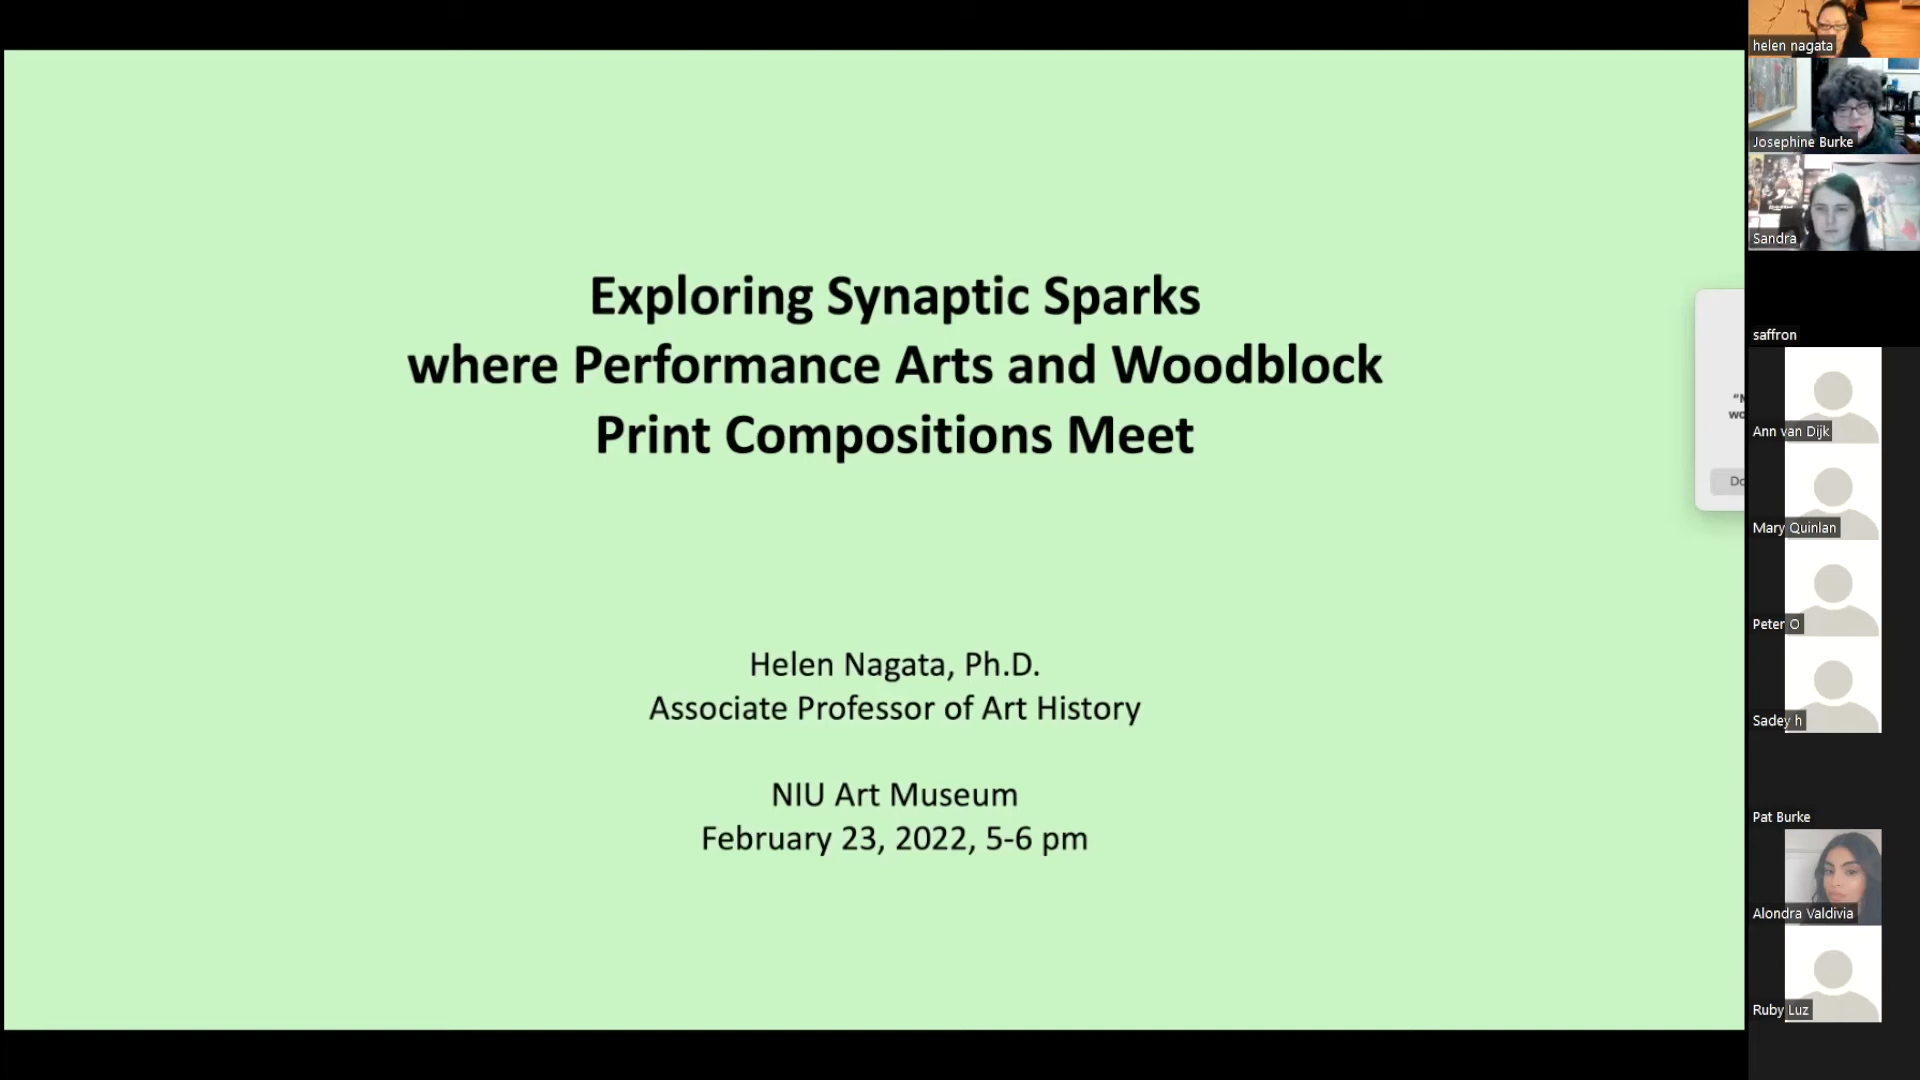 Exploring Synaptic Sparks
where Performance Arts and Woodblock
Print Compositions Meet
Helen Nagata, Ph.D.
Associate Professor of Art History
NIU Art Museum
February 23, 2022, 5-6 pm
helen nagata
Josephine Burke
Sandra
saffron
Ann van Dijk
Mary Quinlan
Peter O
Sadey h
Pat Burke
Alondra Valdivia
Ruby Luz